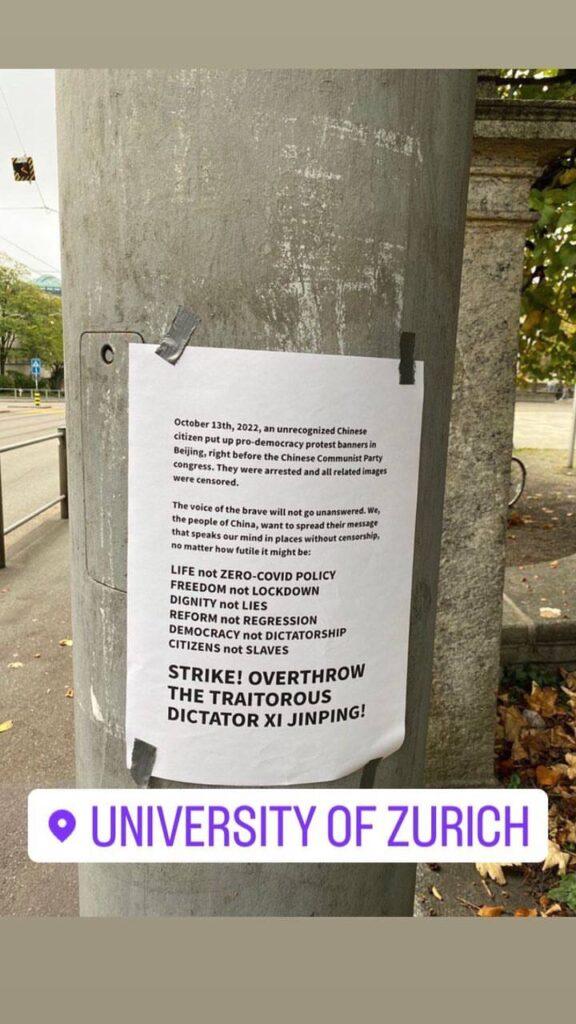 October 13th, 2022, an unrecognized Chinese
citizen put up pro-democracy protest banners in
Beijing, right before the Chinese Communist Party
congress. They were arrested and all related images
were censored.
The voice of the brave will not go unanswered. We,
the people of China, want to spread their message
that speaks our mind in places without censorship,
no matter how futile it might be:
LIFE not ZERO-COVID POLICY
FREEDOM not LOCKDOWN
DIGNITY not LIES
REFORM not REGRESSION
DEMOCRACY not DICTATORSHIP
CITIZENS not SLAVES
STRIKE! OVERTHROW
THE TRAITOROUS
DICTATOR XI JINPING!
UNIVERSITY OF ZURICH